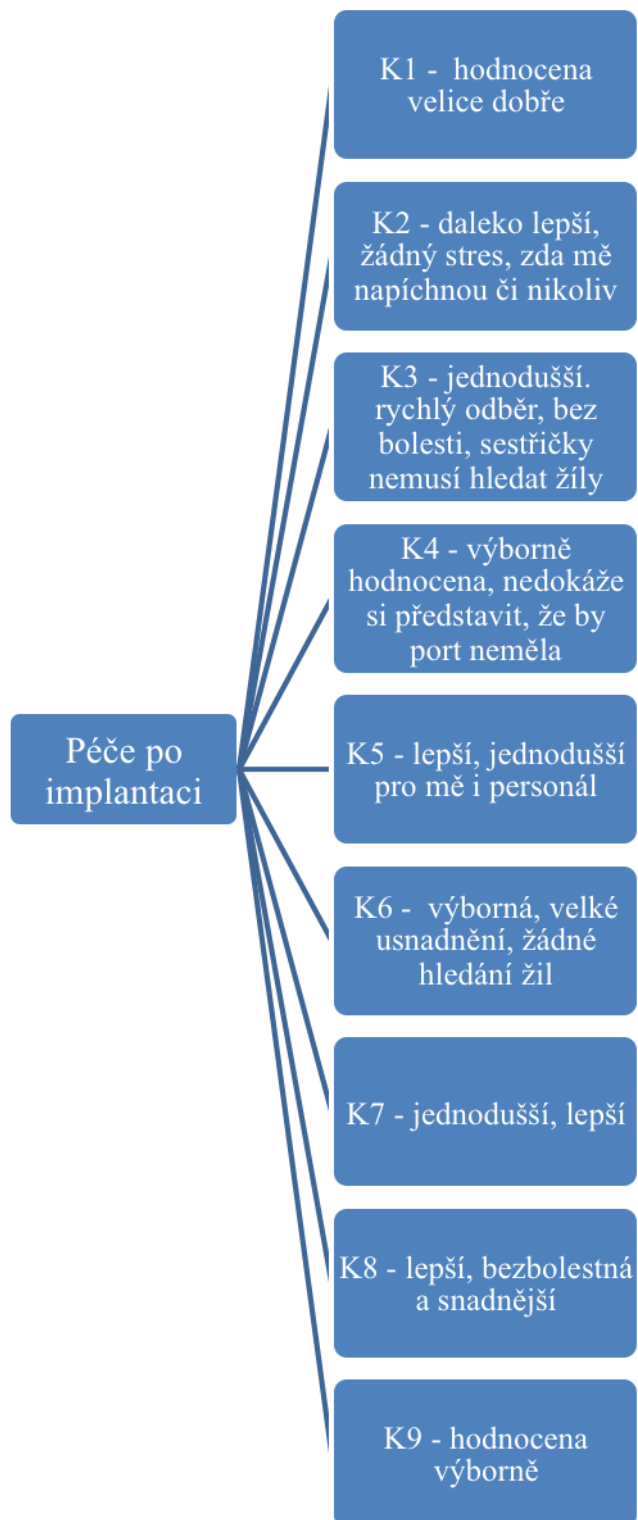 K1 - hodnocena
velice dobře
K2 - daleko lepší,
žádný stres, zda mě
napíchnou či nikoliv
K3 - jednodušší.
rychlý odběr, bez
bolesti, sestřičky
nemusí hledat žíly
K4 - výborně
hodnocena, nedokáže
si představit, že by
port neměla
Péče po
implantaci
K5 - lepší, jednodušší
pro mě i personál
K6 - výborná, velké
usnadnění, žádné
hledání žil
K7 - jednodušší, lepší
K8 - lepší, bezbolestná
a snadnější
K9 - hodnocena
výborně